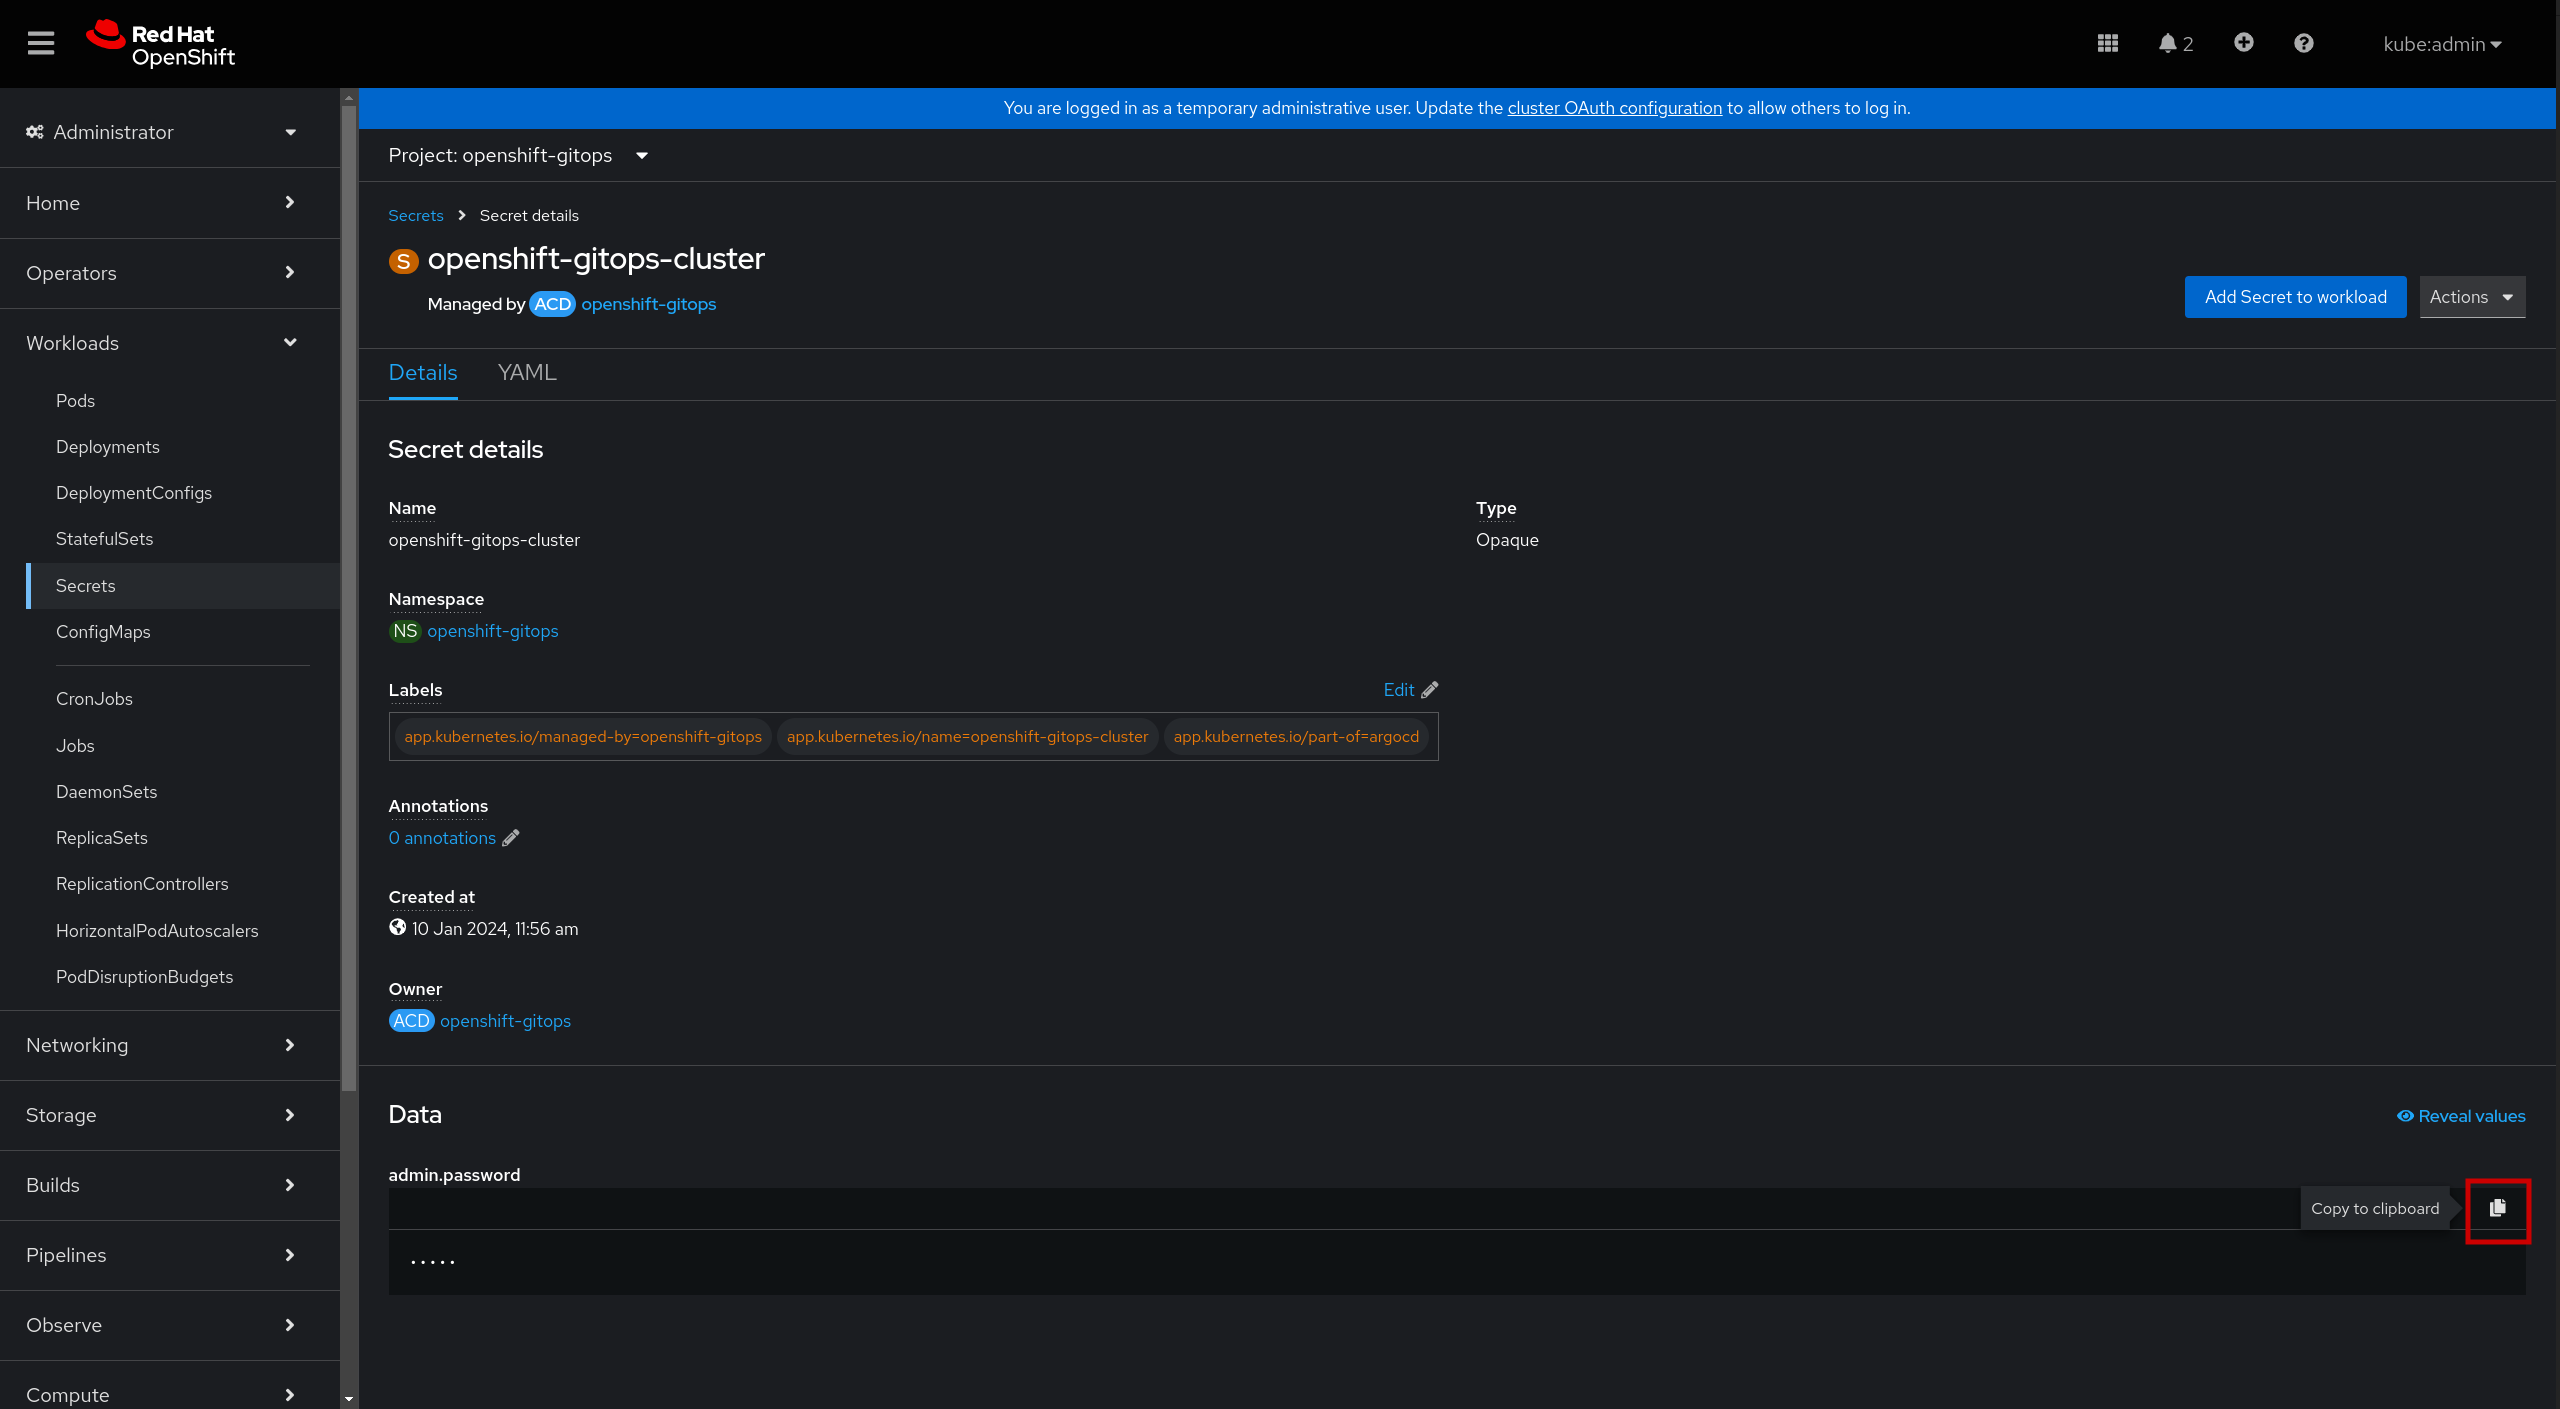 Red Hat
OpenShift
2
kube:admin
You are logged in as a temporary administrative user. Update the cluster OAuth configuration to allow others to log in.
Administrator
Home
Operators
Workloads
Pods
Deployments
DeploymentConfigs
StatefulSets
Secrets
ConfigMaps
CronJobs
Jobs
DaemonSets
ReplicaSets
ReplicationControllers
HorizontalPodAutoscalers
PodDisruptionBudgets
Networking
Storage
Builds
Pipelines
Observe
Compute
Project: openshift-gitops
Secrets Secret details
S openshift-gitops-cluster
Managed by ACD openshift-gitops
Add Secret to workload Actions
Details YAML
Secret details
Name
openshift-gitops-cluster
Type
Opaque
Namespace
NS openshift-gitops
Labels Edit
app.kubernetes.io/managed-by=openshift-gitops app.kubernetes.io/name=openshift-gitops-cluster app.kubernetes.io/part-of=argocd
Annotations
0 annotations
Created at
10 Jan 2024, 11:56 am
Owner
ACD openshift-gitops
Data Reveal values
admin.password
Copy to clipboard
•••••